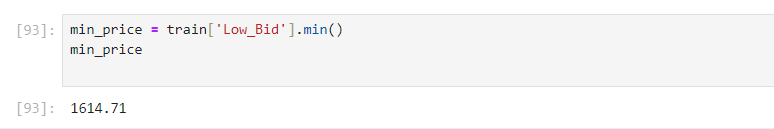 [93]: min_price = train['Low_Bid'].min()
min_price
[93]: 1614.71